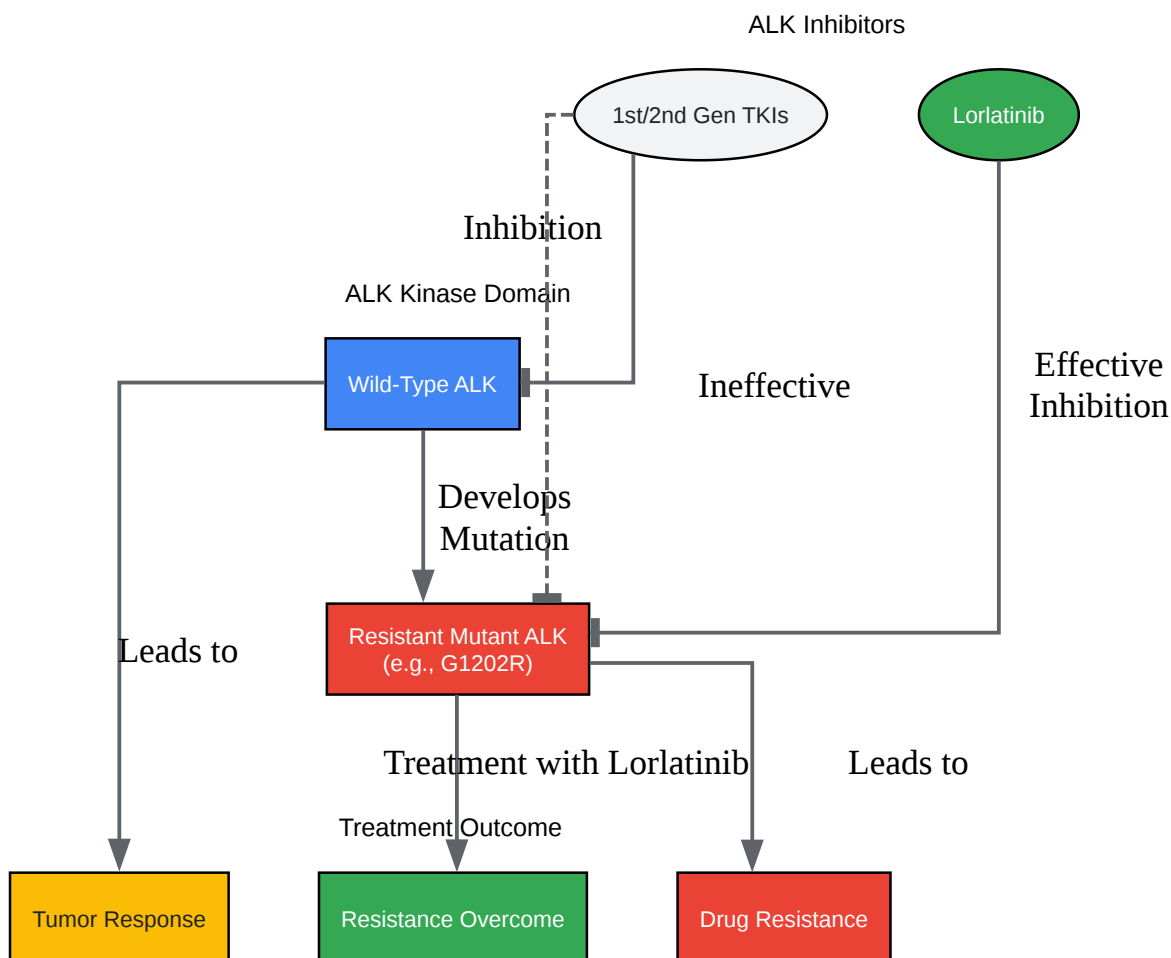 ALK Inhibitors
1st/2nd Gen TKIs
Lorlatinib
Inhibition
ALK Kinase Domain
Wild-Type ALK
Ineffective
Effective
Inhibition
Develops
Mutation
Resistant Mutant ALK
(e.g., G1202R)
Leads to
Treatment with Lorlatinib
Leads to
Treatment Outcome
Tumor Response
Resistance Overcome
Drug Resistance